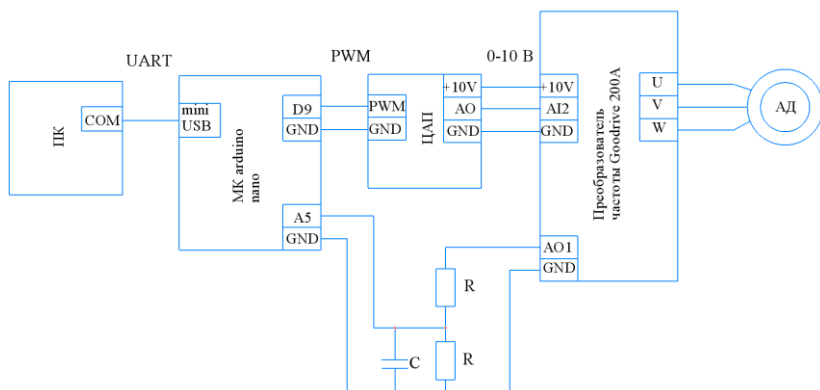 UART
PWM
0-10 В
ПК
COM
mini
USB
МК arduino
nano
D9
GND
A5
GND
PWM
GND
ЦАП
+10V
AO
GND
+10V
AI2
GND
Преобразователь
частоты Goodrive 200A
U
V
W
АД
AO1
GND
R
R
C